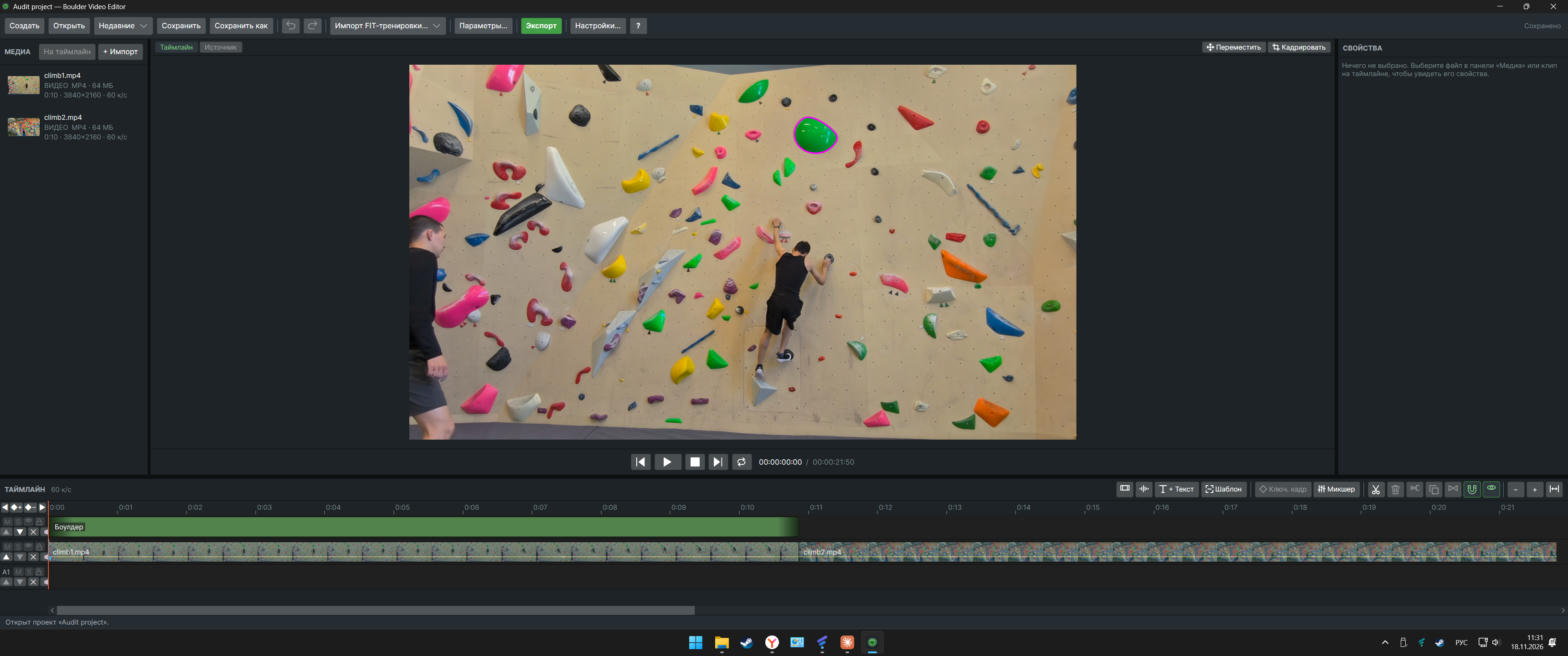 Audit project — Boulder Video Editor
Создать Открыть Недавние Сохранить Сохранить как Импорт FIT-тренировки... Параметры... Экспорт Настройки... ? Сохранено
МЕДИА На таймлайн + Импорт
climb1.mp4
ВИДЕО MP4 · 64 МБ
0:10 · 3840×2160 · 60 к/с
climb2.mp4
ВИДЕО MP4 · 64 МБ
0:10 · 3840×2160 · 60 к/с
Таймлайн Источник Переместить Кадрировать
СВОЙСТВА
Ничего не выбрано. Выберите файл в панели «Медиа» или клип
на таймлайне, чтобы увидеть его свойства.
00:00:00:00 / 00:00:21:50
ТАЙМЛАЙН 60 к/с + Текст Шаблон Ключ. кадр Микшер
0:00 0:01 0:02 0:03 0:04 0:05 0:06 0:07 0:08 0:09 0:10 0:11 0:12 0:13 0:14 0:15 0:16 0:17 0:18 0:19 0:20 0:21
M S
Боулдер
M S
climb1.mp4 climb2.mp4
A1 M S
Открыт проект «Audit project».
РУС 11:31
18.11.2026